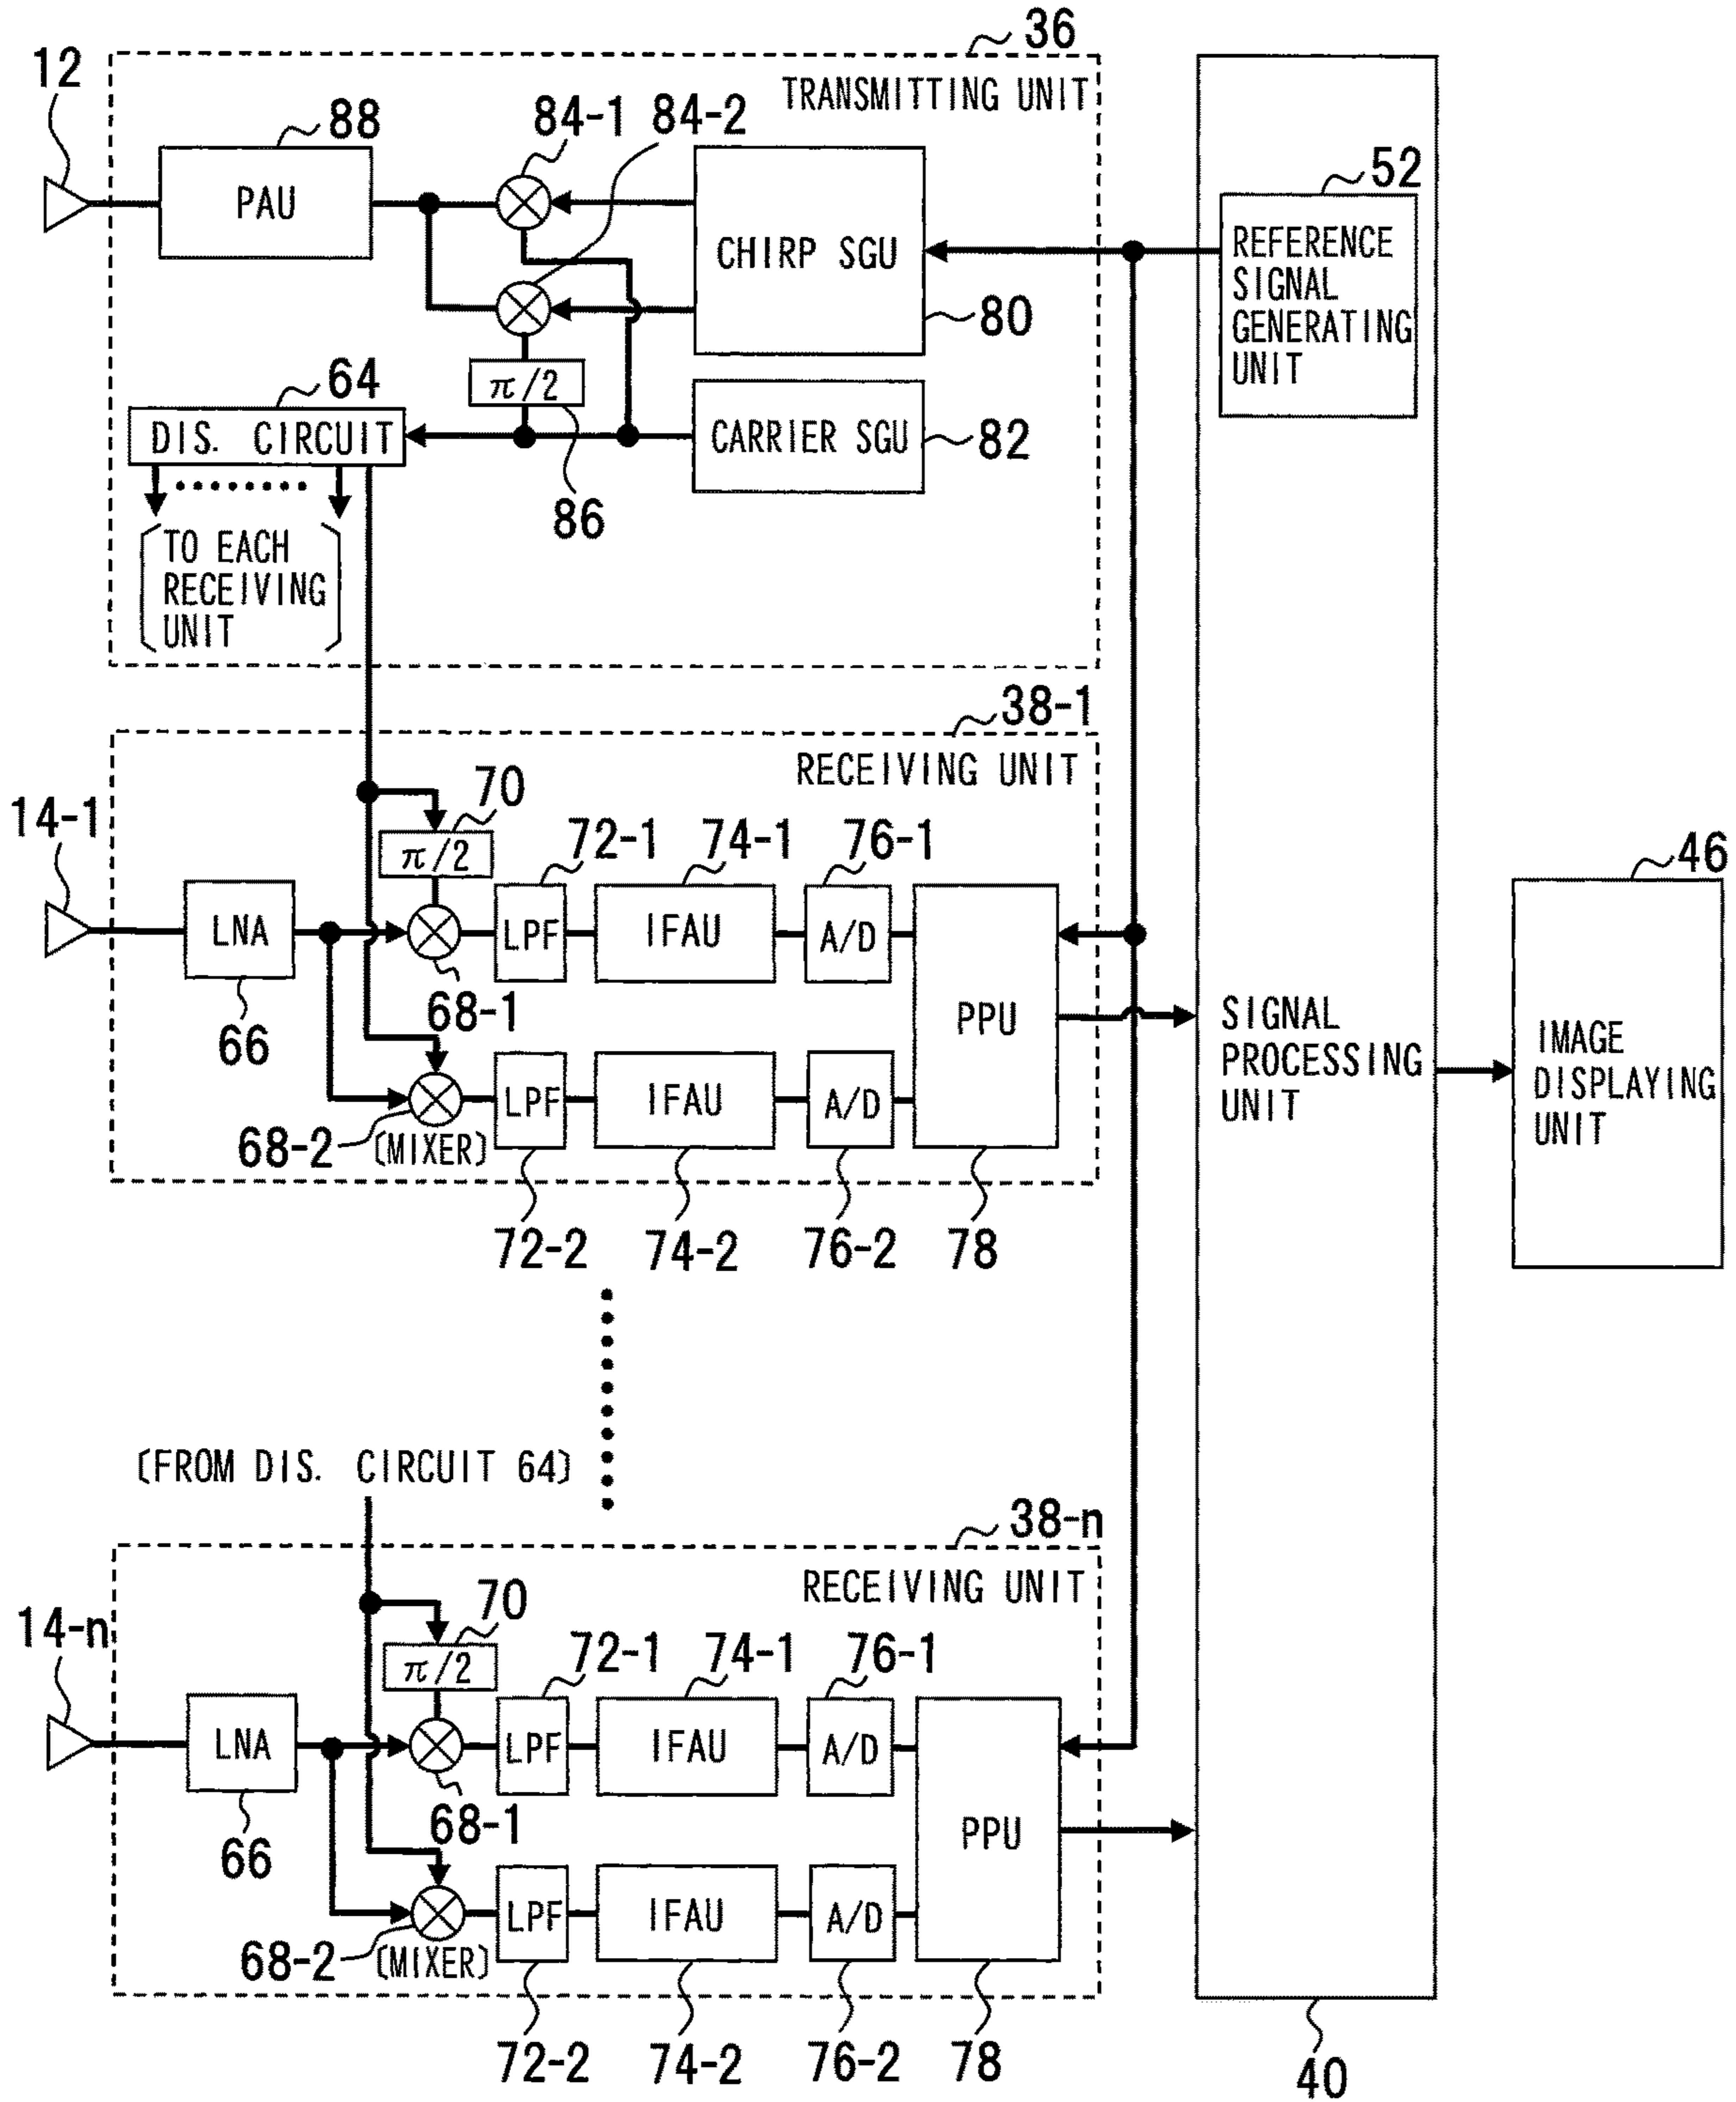 36
12
TRANSMITTING UNIT
88
84-1
84-2
PAU
52
CHIRP SGU
REFERENCE
SIGNAL
GENERATING
UNIT
80
64
π/2
DIS. CIRCUIT
CARRIER SGU
82
86
TO EACH
RECEIVING
UNIT
38-1
RECEIVING UNIT
14-1
70
π/2
72-1
74-1
76-1
46
LNA
LPF
IFAU
A/D
68-1
66
PPU
SIGNAL
PROCESSING
UNIT
IMAGE
DISPLAYING
UNIT
LPF
IFAU
A/D
68-2
(MIXER)
72-2
74-2
76-2
78
(FROM DIS. CIRCUIT 64)
38-n
RECEIVING UNIT
14-n
70
π/2
72-1
74-1
76-1
LNA
LPF
IFAU
A/D
68-1
66
PPU
LPF
IFAU
A/D
68-2
(MIXER)
72-2
74-2
76-2
78
40